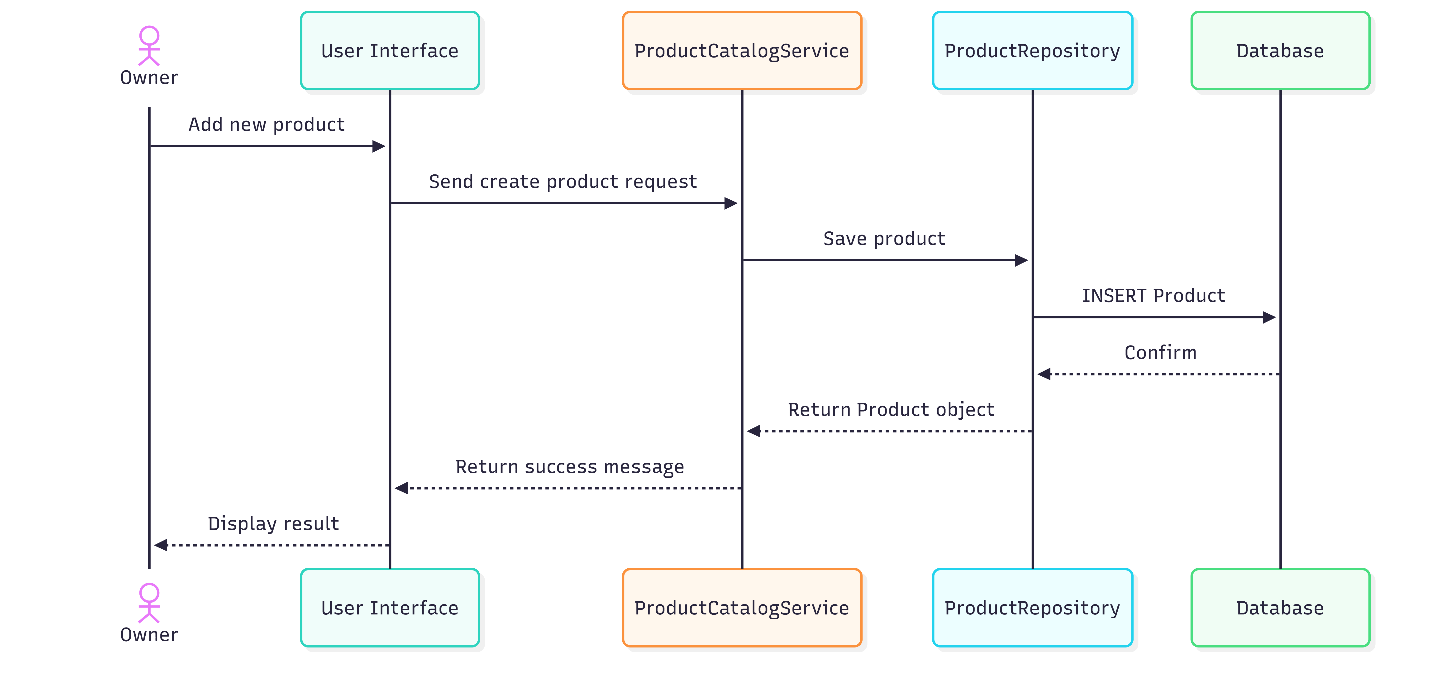 Owner
User Interface
ProductCatalogService
ProductRepository
Database
Add new product
Send create product request
Save product
INSERT Product
Confirm
Return Product object
Return success message
Display result
Owner
User Interface
ProductCatalogService
ProductRepository
Database